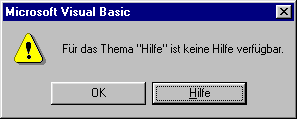 Microsoft Visual Basic
Für das Thema "Hilfe" ist keine Hilfe verfügbar.
OK
Hilfe